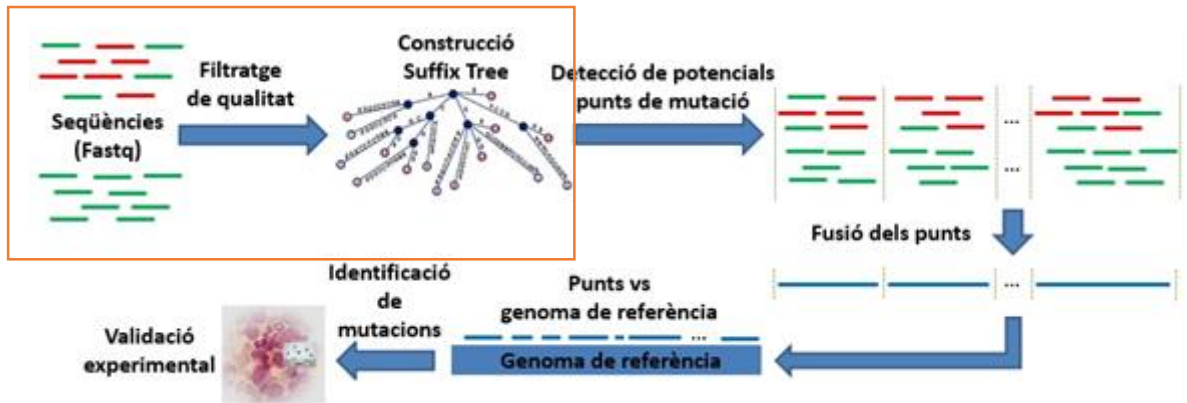 Seqüències
(Fastq)
Filtratge
de qualitat
Construcció
Suffix Tree
Detecció de potencials
punts de mutació
...
...
Fusió dels punts
...
Punts vs
genoma de referència
...
Genoma de referència
Identificació
de
mutacions
Validació
experimental